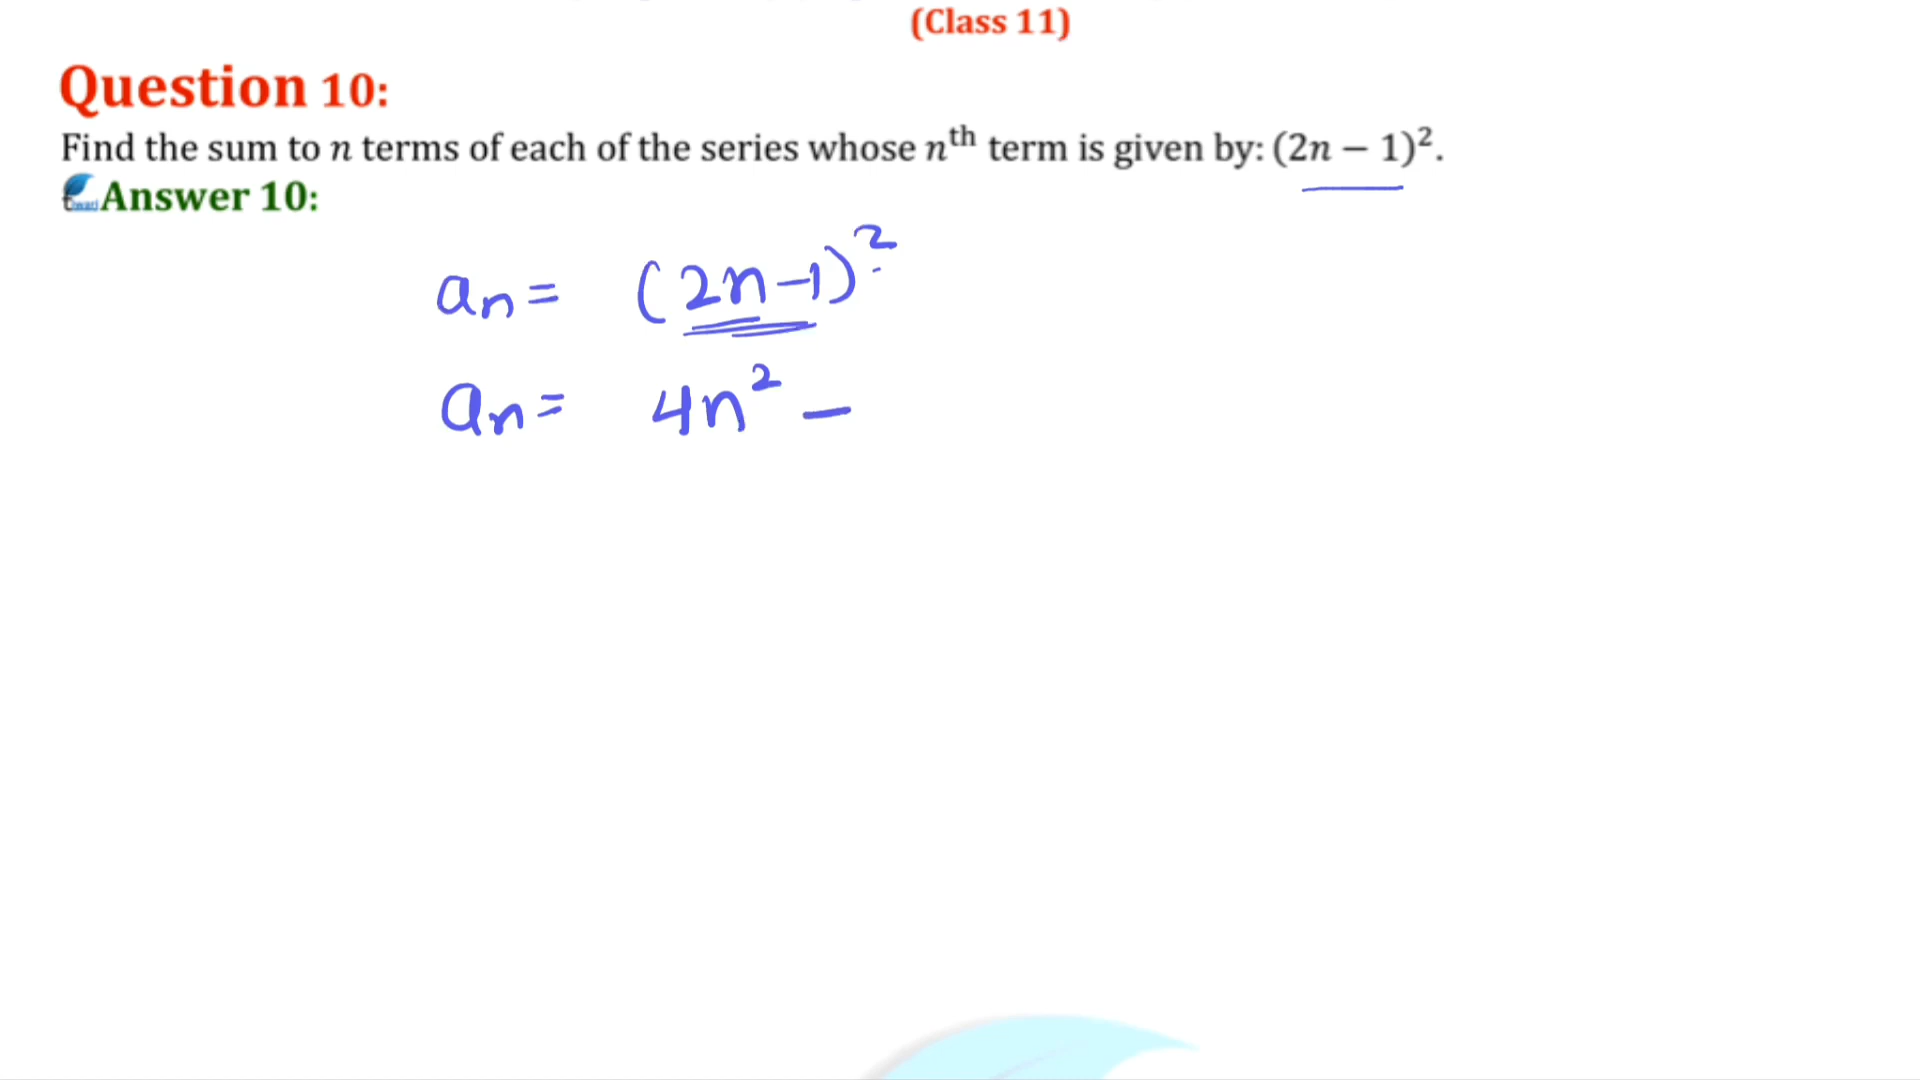 (Class 11)
Question 10:
Find the sum to n terms of each of the series whose nᵗʰ term is given by: (2n − 1)².
Answer 10:
aₙ = (2n-1)²
aₙ = 4n² −